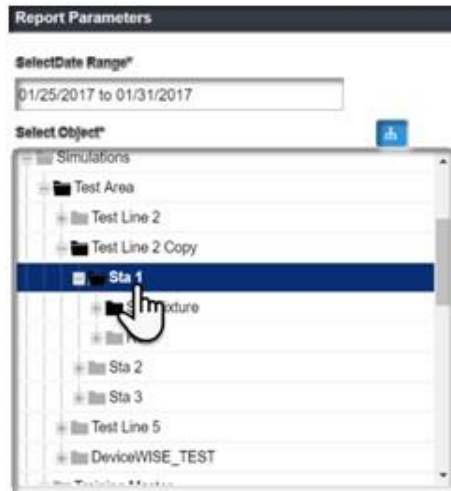 Report Parameters
SelectDate Range*
01/25/2017 to 01/31/2017
Select Object*
Simulations
Test Area
Test Line 2
Test Line 2 Copy
Sta 1
Sta 2
Sta 3
Test Line 5
DeviceWISE_TEST